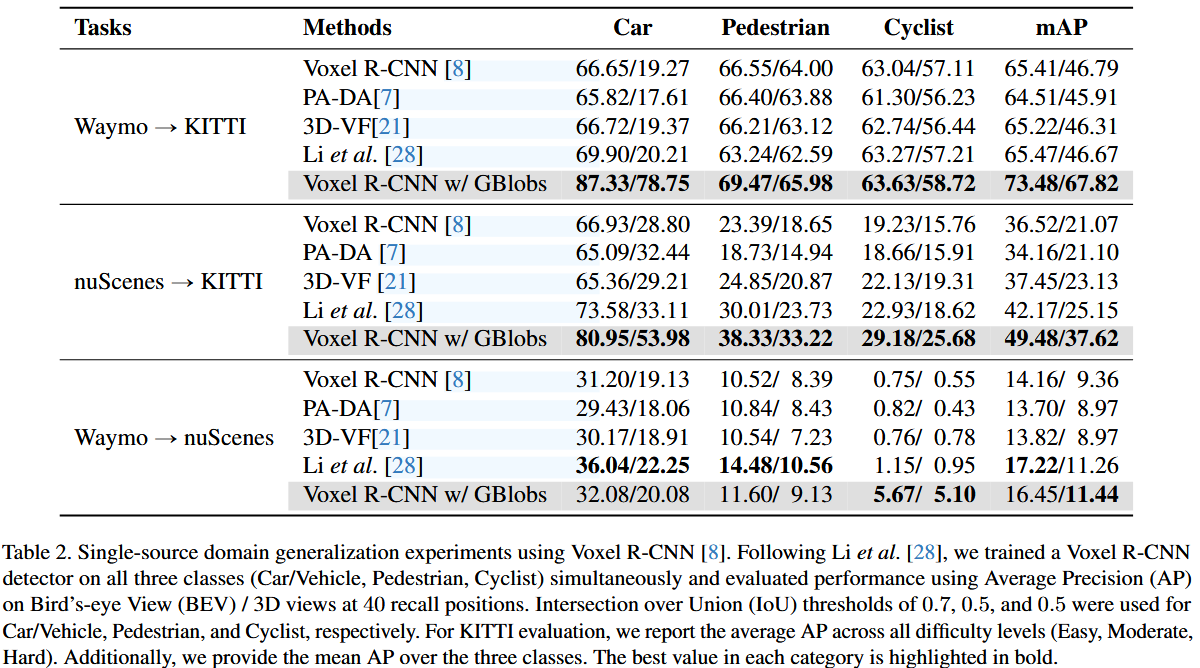 Tasks Methods Car Pedestrian Cyclist mAP
Voxel R-CNN [8] 66.65/19.27 66.55/64.00 63.04/57.11 65.41/46.79
PA-DA[7] 65.82/17.61 66.40/63.88 61.30/56.23 64.51/45.91
Waymo → KITTI 3D-VF[21] 66.72/19.37 66.21/63.12 62.74/56.44 65.22/46.31
Li et al. [28] 69.90/20.21 63.24/62.59 63.27/57.21 65.47/46.67
Voxel R-CNN w/ GBlobs 87.33/78.75 69.47/65.98 63.63/58.72 73.48/67.82
Voxel R-CNN [8] 66.93/28.80 23.39/18.65 19.23/15.76 36.52/21.07
PA-DA [7] 65.09/32.44 18.73/14.94 18.66/15.91 34.16/21.10
nuScenes → KITTI 3D-VF [21] 65.36/29.21 24.85/20.87 22.13/19.31 37.45/23.13
Li et al. [28] 73.58/33.11 30.01/23.73 22.93/18.62 42.17/25.15
Voxel R-CNN w/ GBlobs 80.95/53.98 38.33/33.22 29.18/25.68 49.48/37.62
Voxel R-CNN [8] 31.20/19.13 10.52/ 8.39 0.75/ 0.55 14.16/ 9.36
PA-DA[7] 29.43/18.06 10.84/ 8.43 0.82/ 0.43 13.70/ 8.97
Waymo → nuScenes 3D-VF[21] 30.17/18.91 10.54/ 7.23 0.76/ 0.78 13.82/ 8.97
Li et al. [28] 36.04/22.25 14.48/10.56 1.15/ 0.95 17.22/11.26
Voxel R-CNN w/ GBlobs 32.08/20.08 11.60/ 9.13 5.67/ 5.10 16.45/11.44
Table 2. Single-source domain generalization experiments using Voxel R-CNN [8]. Following Li et al. [28], we trained a Voxel R-CNN
detector on all three classes (Car/Vehicle, Pedestrian, Cyclist) simultaneously and evaluated performance using Average Precision (AP)
on Bird's-eye View (BEV) / 3D views at 40 recall positions. Intersection over Union (IoU) thresholds of 0.7, 0.5, and 0.5 were used for
Car/Vehicle, Pedestrian, and Cyclist, respectively. For KITTI evaluation, we report the average AP across all difficulty levels (Easy, Moderate,
Hard). Additionally, we provide the mean AP over the three classes. The best value in each category is highlighted in bold.